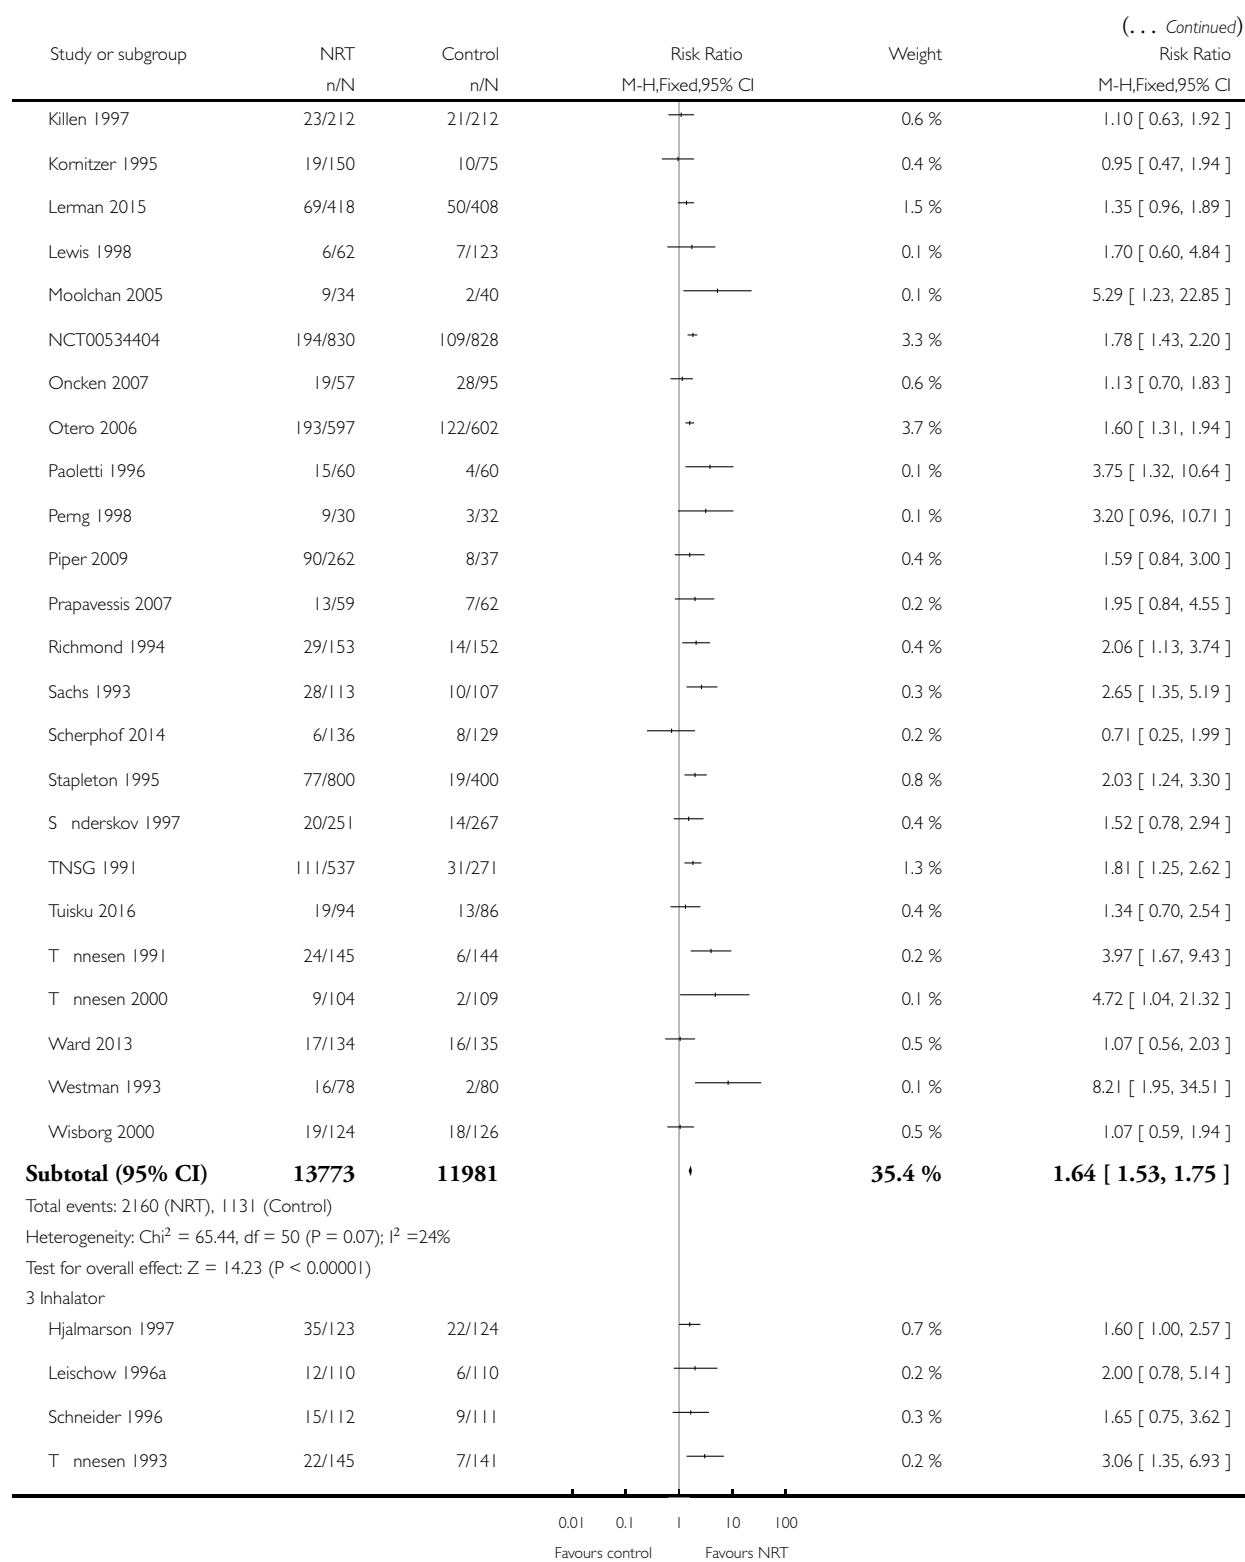 (... Continued)
Study or subgroup NRT Control Risk Ratio Weight Risk Ratio
n/N n/N M-H,Fixed,95% CI M-H,Fixed,95% CI
Killen 1997 23/212 21/212 0.6 % 1.10 [ 0.63, 1.92 ]
Kornitzer 1995 19/150 10/75 0.4 % 0.95 [ 0.47, 1.94 ]
Lerman 2015 69/418 50/408 1.5 % 1.35 [ 0.96, 1.89 ]
Lewis 1998 6/62 7/123 0.1 % 1.70 [ 0.60, 4.84 ]
Moolchan 2005 9/34 2/40 0.1 % 5.29 [ 1.23, 22.85 ]
NCT00534404 194/830 109/828 3.3 % 1.78 [ 1.43, 2.20 ]
Oncken 2007 19/57 28/95 0.6 % 1.13 [ 0.70, 1.83 ]
Otero 2006 193/597 122/602 3.7 % 1.60 [ 1.31, 1.94 ]
Paoletti 1996 15/60 4/60 0.1 % 3.75 [ 1.32, 10.64 ]
Perng 1998 9/30 3/32 0.1 % 3.20 [ 0.96, 10.71 ]
Piper 2009 90/262 8/37 0.4 % 1.59 [ 0.84, 3.00 ]
Prapavessis 2007 13/59 7/62 0.2 % 1.95 [ 0.84, 4.55 ]
Richmond 1994 29/153 14/152 0.4 % 2.06 [ 1.13, 3.74 ]
Sachs 1993 28/113 10/107 0.3 % 2.65 [ 1.35, 5.19 ]
Scherphof 2014 6/136 8/129 0.2 % 0.71 [ 0.25, 1.99 ]
Stapleton 1995 77/800 19/400 0.8 % 2.03 [ 1.24, 3.30 ]
S nderskov 1997 20/251 14/267 0.4 % 1.52 [ 0.78, 2.94 ]
TNSG 1991 111/537 31/271 1.3 % 1.81 [ 1.25, 2.62 ]
Tuisku 2016 19/94 13/86 0.4 % 1.34 [ 0.70, 2.54 ]
T nnesen 1991 24/145 6/144 0.2 % 3.97 [ 1.67, 9.43 ]
T nnesen 2000 9/104 2/109 0.1 % 4.72 [ 1.04, 21.32 ]
Ward 2013 17/134 16/135 0.5 % 1.07 [ 0.56, 2.03 ]
Westman 1993 16/78 2/80 0.1 % 8.21 [ 1.95, 34.51 ]
Wisborg 2000 19/124 18/126 0.5 % 1.07 [ 0.59, 1.94 ]
Subtotal (95% CI) 13773 11981 35.4 % 1.64 [ 1.53, 1.75 ]
Total events: 2160 (NRT), 1131 (Control)
Heterogeneity: Chi² = 65.44, df = 50 (P = 0.07); I² =24%
Test for overall effect: Z = 14.23 (P < 0.00001)
3 Inhalator
Hjalmarson 1997 35/123 22/124 0.7 % 1.60 [ 1.00, 2.57 ]
Leischow 1996a 12/110 6/110 0.2 % 2.00 [ 0.78, 5.14 ]
Schneider 1996 15/112 9/111 0.3 % 1.65 [ 0.75, 3.62 ]
T nnesen 1993 22/145 7/141 0.2 % 3.06 [ 1.35, 6.93 ]
0.01 0.1 1 10 100
Favours control Favours NRT